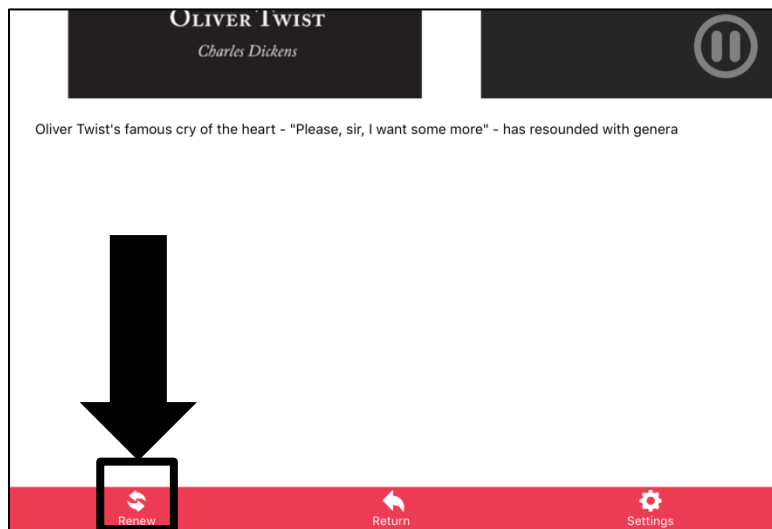 OLIVER TWIST
Charles Dickens
Oliver Twist's famous cry of the heart - "Please, sir, I want some more" - has resounded with genera
Renew Return Settings